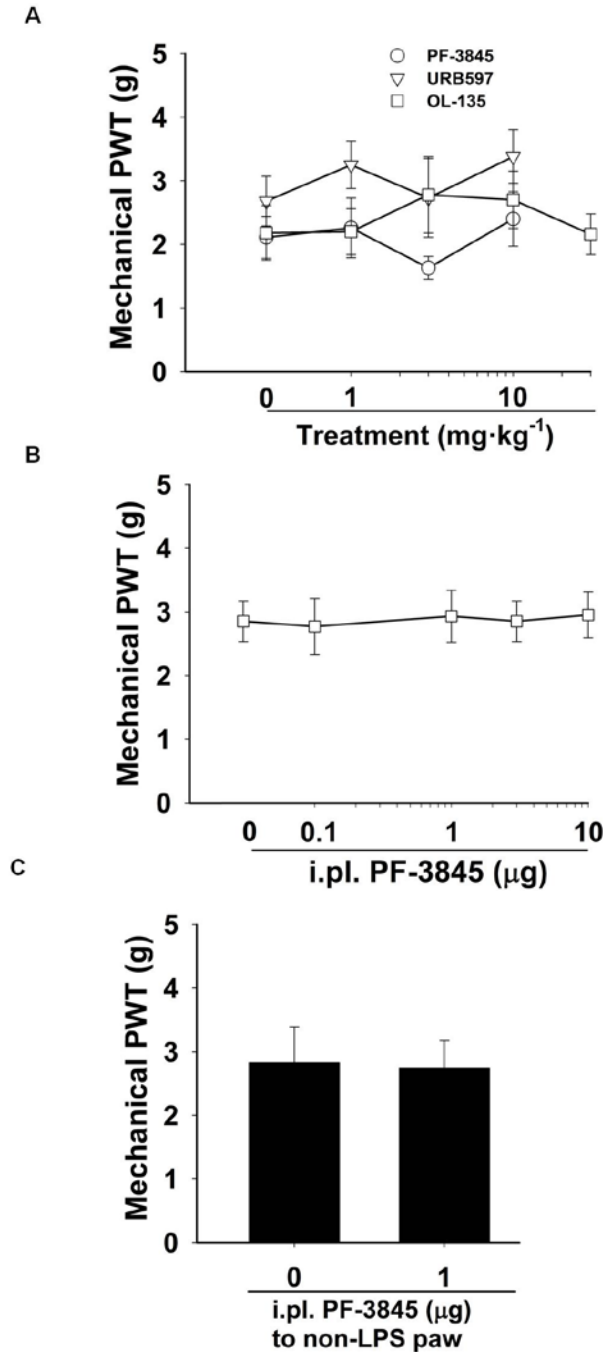 A
Mechanical PWT (g)
5
4
3
2
1
0
PF-3845
URB597
OL-135
0 1 10
Treatment (mg·kg⁻¹)
B
Mechanical PWT (g)
5
4
3
2
1
0
0 0.1 1 10
i.pl. PF-3845 (μg)
C
Mechanical PWT (g)
5
4
3
2
1
0
0 1
i.pl. PF-3845 (μg)
to non-LPS paw